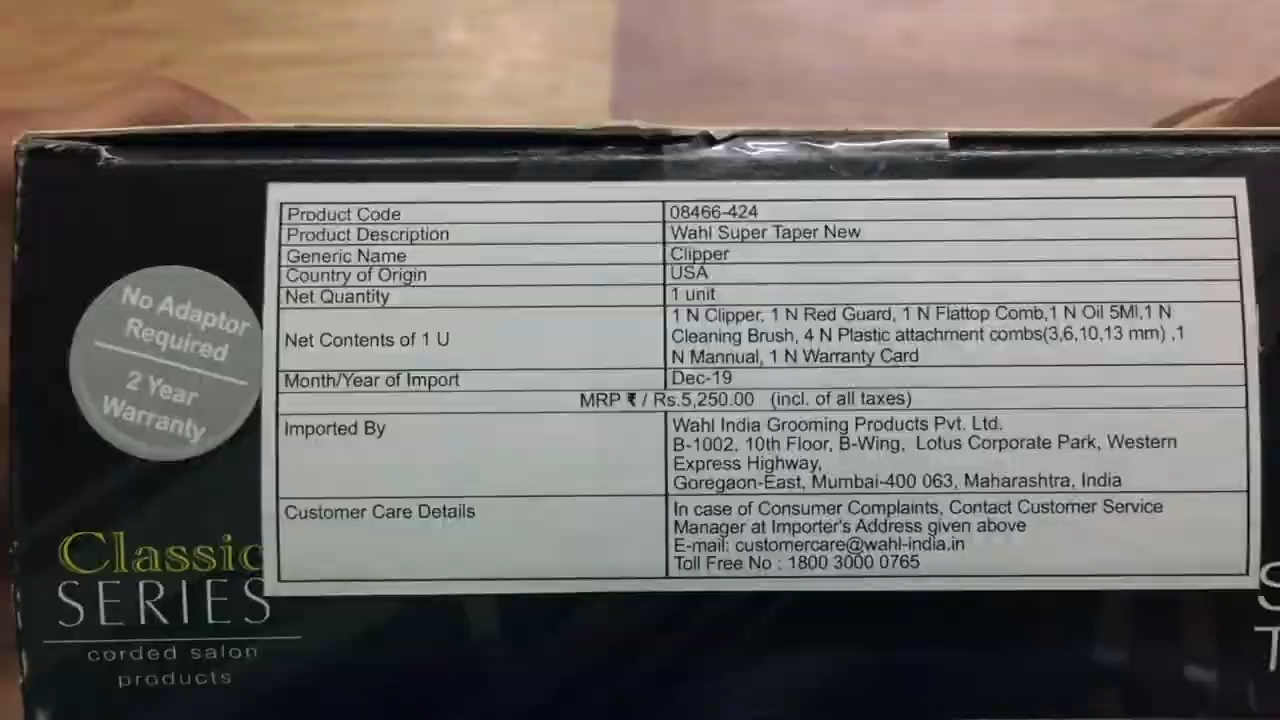 No Adaptor
Required
2 Year
Warranty
Classic
SERIES
corded salon
products
Product Code 08466-424
Product Description Wahl Super Taper New
Generic Name Clipper
Country of Origin USA
Net Quantity 1 unit
Net Contents of 1 U
1 N Clipper, 1 N Red Guard, 1 N Flattop Comb,1 N Oil 5Ml,1 N
Cleaning Brush, 4 N Plastic attachment combs(3,6,10,13 mm) ,1
N Mannual, 1 N Warranty Card
Month/Year of Import Dec-19
MRP ₹ / Rs.5,250.00 (incl. of all taxes)
Imported By Wahl India Grooming Products Pvt. Ltd.
B-1002, 10th Floor, B-Wing, Lotus Corporate Park, Western
Express Highway,
Goregaon-East, Mumbai-400 063, Maharashtra, India
Customer Care Details In case of Consumer Complaints, Contact Customer Service
Manager at Importer's Address given above
E-mail: customercare@wahl-india.in
Toll Free No : 1800 3000 0765